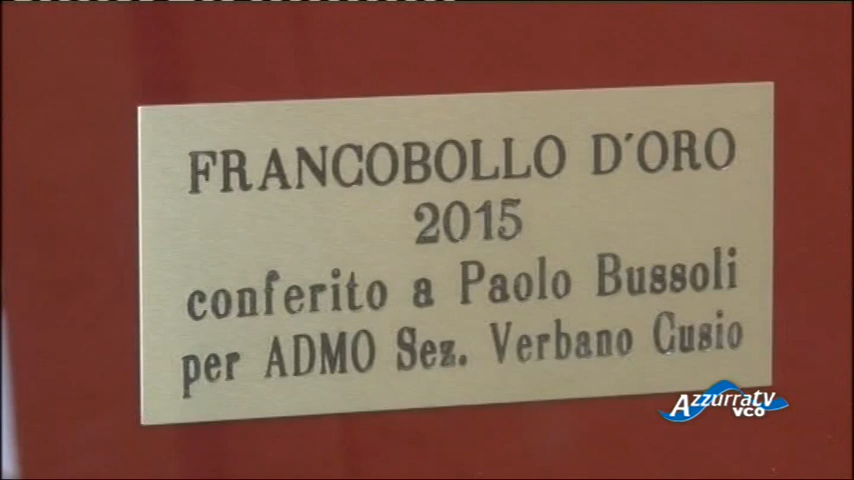 FRANCOBOLLO D'ORO
2015
conferito a Paolo Bussoli
per ADMO Sez. Verbano Cusio
Azzurratv
VCO